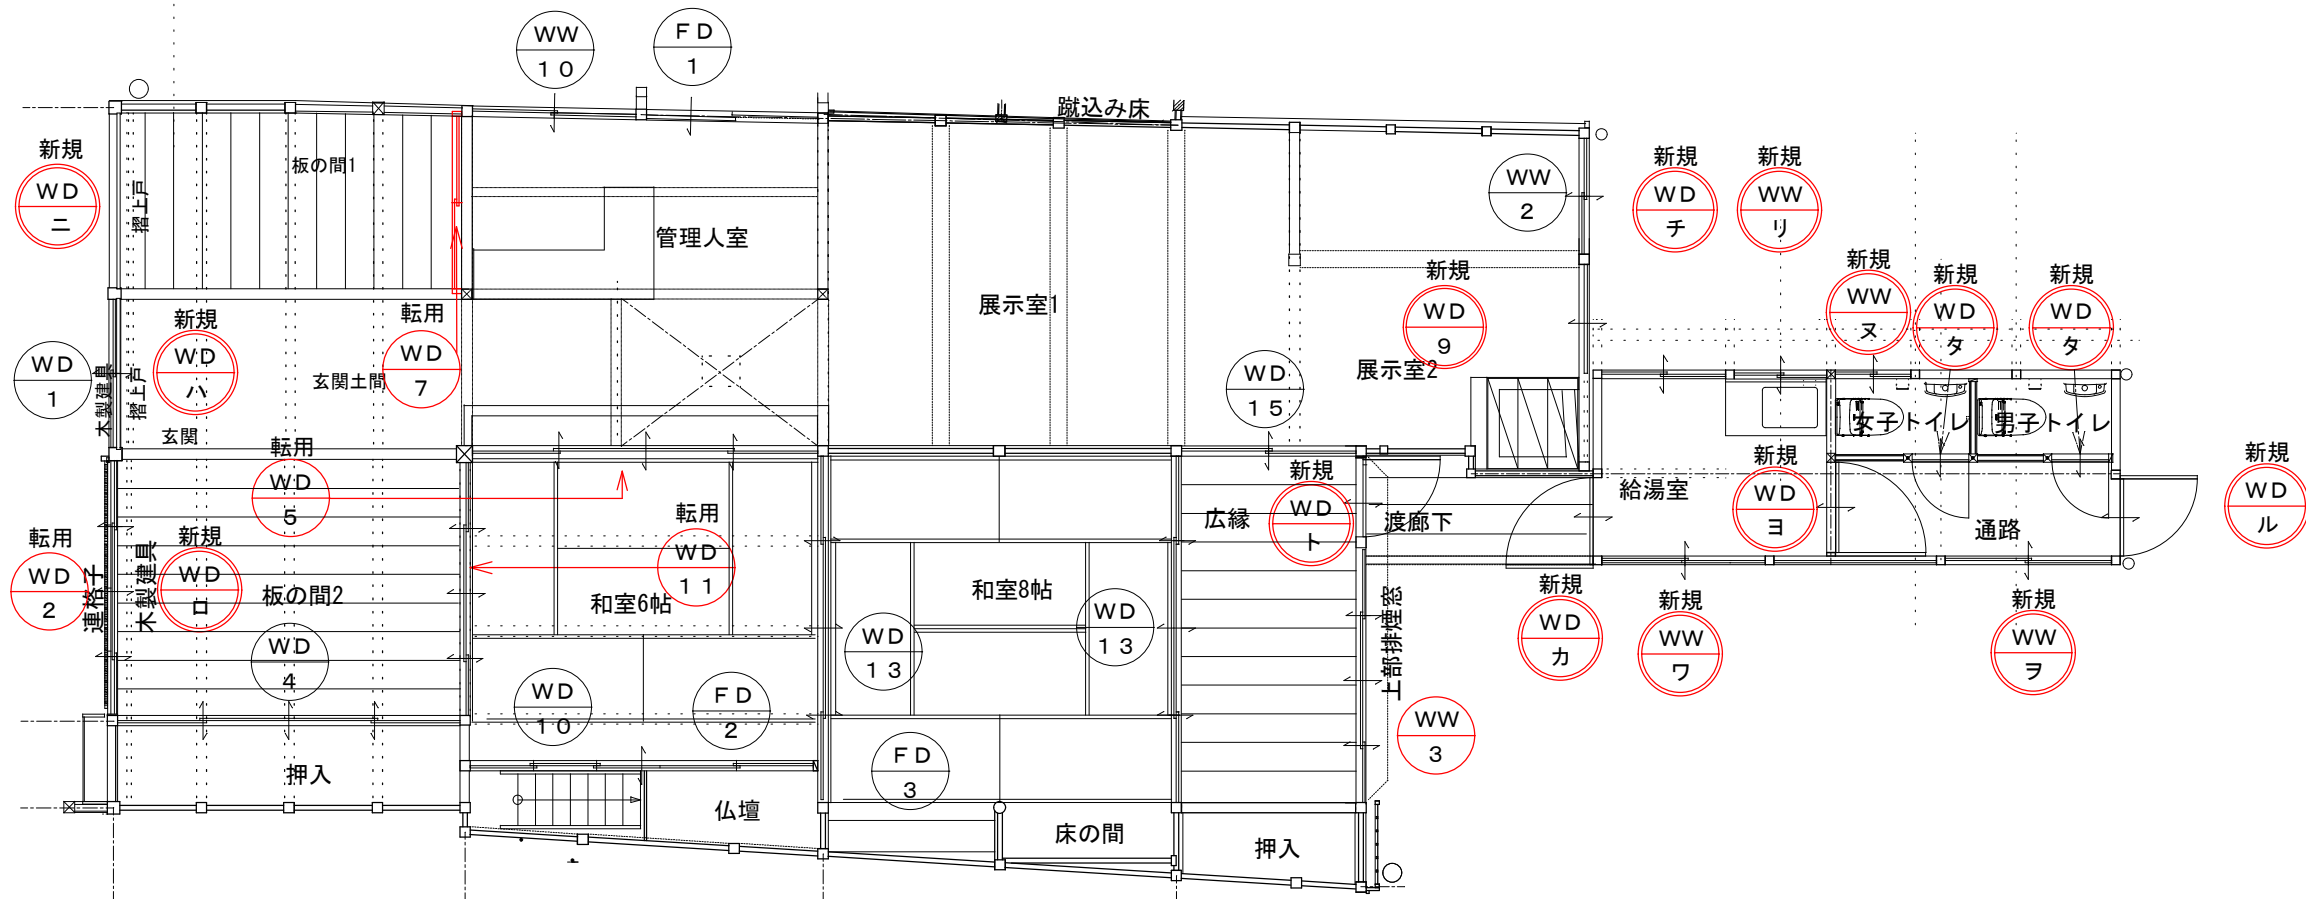 WW
10
FD
1
蹴込み床
新規
WD
ニ
摺上戸
板の間1
管理人室
WW
2
新規
WD
チ
新規
WW
リ
展示室1
新規
WD
9
展示室2
新規
WW
ヌ
新規
WD
タ
新規
WD
タ
WD
1
木製建具
摺上戸
新規
WD
ハ
転用
WD
7
玄関土間
玄関
WD
15
女子トイレ
男子トイレ
転用
WD
5
転用
WD
11
広縁
新規
WD
ト
渡廊下
給湯室
新規
WD
ヨ
通路
新規
WD
ル
転用
WD
2
連格子
木製建具
新規
WD
ロ
板の間2
WD
4
和室6帖
和室8帖
WD
13
WD
13
上部排煙窓
新規
WD
カ
新規
WW
ワ
新規
WW
ヲ
WD
10
FD
2
FD
3
WW
3
押入
仏壇
床の間
押入